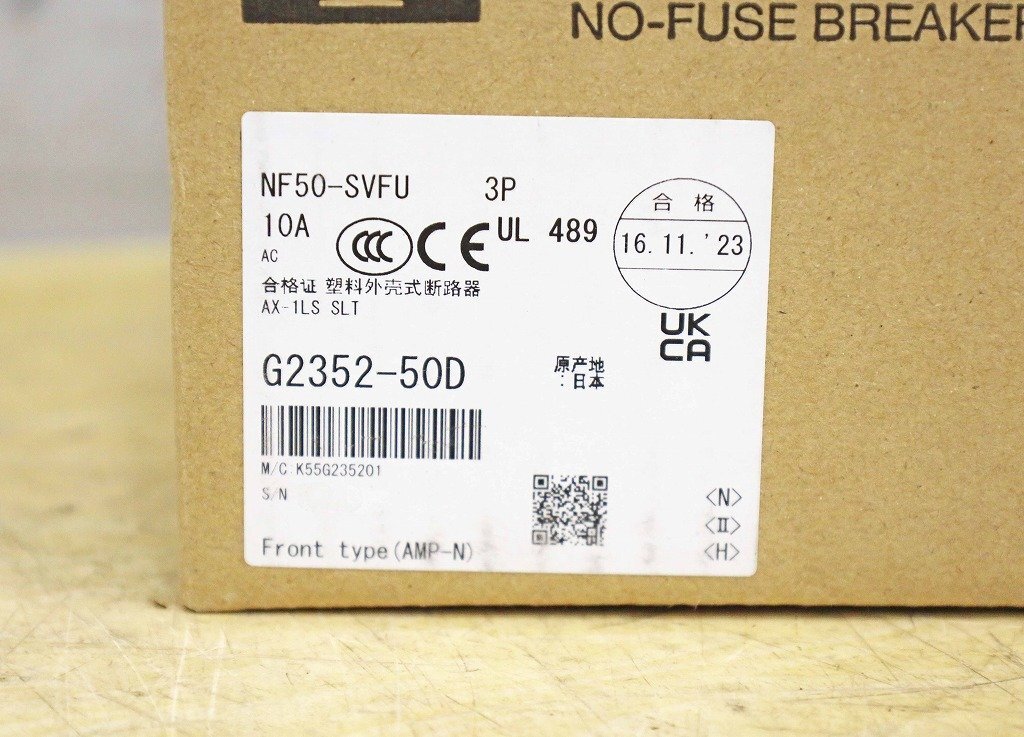 NO-FUSE BREAKER
NF50-SVFU 3P
10A CCC CE UL 489
AC
合格
16.11.'23
合格证 塑料外壳式断路器
AX-1LS SLT
UK
CA
G2352-50D
原产地
:日本
M/C:K55G235201
S/N
<N>
<II>
Front type(AMP-N)
<H>